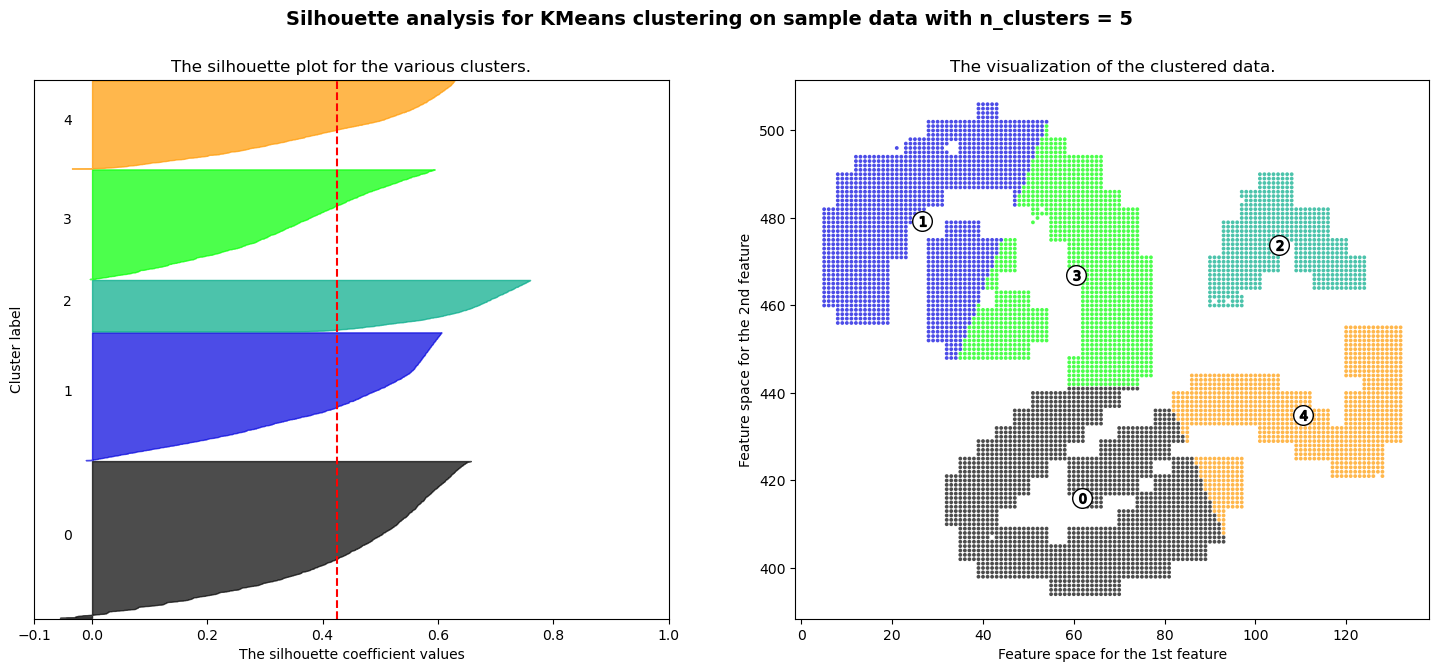 Silhouette analysis for KMeans clustering on sample data with n_clusters = 5
The silhouette plot for the various clusters.
Cluster label
4
3
2
1
0
−0.1 0.0 0.2 0.4 0.6 0.8 1.0
The silhouette coefficient values
The visualization of the clustered data.
Feature space for the 2nd feature
500
480
460
440
420
400
1
2
3
4
0
0 20 40 60 80 100 120
Feature space for the 1st feature